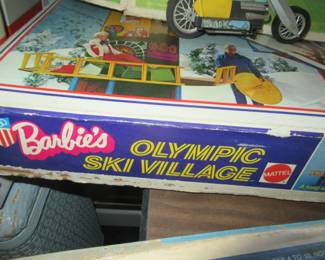 Barbie's
OLYMPIC
SKI VILLAGE
MATTEL